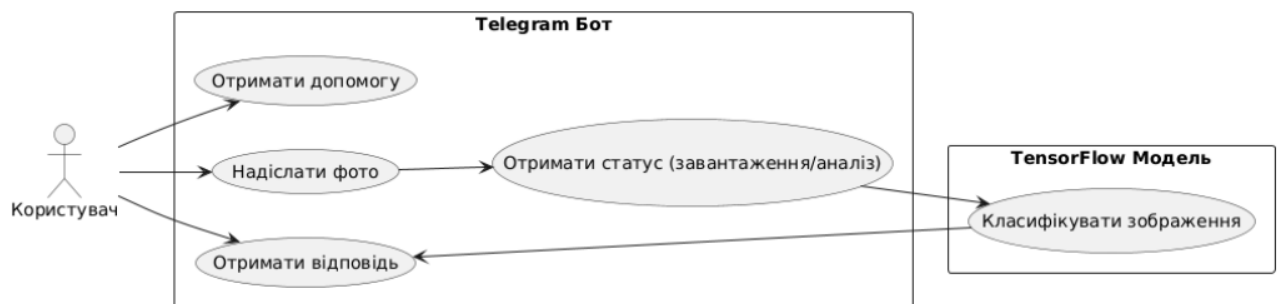 Telegram Бот
Отримати допомогу
Надіслати фото
Отримати статус (завантаження/аналіз)
TensorFlow Модель
Класифікувати зображення
Користувач
Отримати відповідь